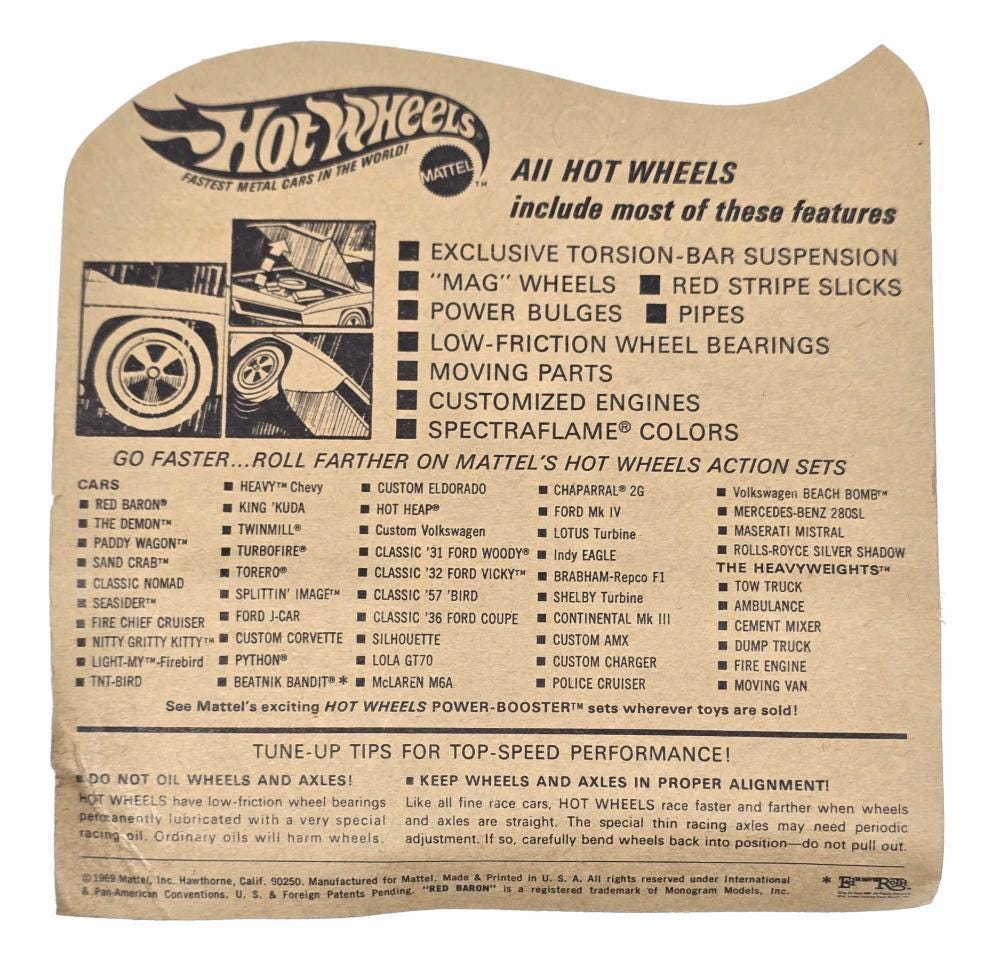 Hot Wheels
FASTEST METAL CARS IN THE WORLD!
MATTEL™
All HOT WHEELS
include most of these features
■ EXCLUSIVE TORSION-BAR SUSPENSION
■ "MAG" WHEELS ■ RED STRIPE SLICKS
■ POWER BULGES ■ PIPES
■ LOW-FRICTION WHEEL BEARINGS
■ MOVING PARTS
■ CUSTOMIZED ENGINES
■ SPECTRAFLAME® COLORS
GO FASTER...ROLL FARTHER ON MATTEL'S HOT WHEELS ACTION SETS
CARS
■ RED BARON®
■ THE DEMON™
■ PADDY WAGON™
■ SAND CRAB™
■ CLASSIC NOMAD
■ SEASIDER™
■ FIRE CHIEF CRUISER
■ NITTY GRITTY KITTY™
■ LIGHT-MY™-Firebird
■ TNT-BIRD
■ HEAVY™ Chevy
■ KING 'KUDA
■ TWINMILL®
■ TURBOFIRE®
■ TORERO®
■ SPLITTIN' IMAGE™
■ FORD J-CAR
■ CUSTOM CORVETTE
■ PYTHON®
■ BEATNIK BANDIT® *
■ CUSTOM ELDORADO
■ HOT HEAP®
■ Custom Volkswagen
■ CLASSIC '31 FORD WOODY®
■ CLASSIC '32 FORD VICKY™
■ CLASSIC '57 'BIRD
■ CLASSIC '36 FORD COUPE
■ SILHOUETTE
■ LOLA GT70
■ McLAREN M6A
■ CHAPARRAL® 2G
■ FORD Mk IV
■ LOTUS Turbine
■ Indy EAGLE
■ BRABHAM-Repco F1
■ SHELBY Turbine
■ CONTINENTAL Mk III
■ CUSTOM AMX
■ CUSTOM CHARGER
■ POLICE CRUISER
■ Volkswagen BEACH BOMB™
■ MERCEDES-BENZ 280SL
■ MASERATI MISTRAL
■ ROLLS-ROYCE SILVER SHADOW
THE HEAVYWEIGHTS™
■ TOW TRUCK
■ AMBULANCE
■ CEMENT MIXER
■ DUMP TRUCK
■ FIRE ENGINE
■ MOVING VAN
See Mattel's exciting HOT WHEELS POWER-BOOSTER™ sets wherever toys are sold!
TUNE-UP TIPS FOR TOP-SPEED PERFORMANCE!
■ DO NOT OIL WHEELS AND AXLES!
HOT WHEELS have low-friction wheel bearings
permanently lubricated with a very special
racing oil. Ordinary oils will harm wheels.
■ KEEP WHEELS AND AXLES IN PROPER ALIGNMENT!
Like all fine race cars, HOT WHEELS race faster and farther when wheels
and axles are straight. The special thin racing axles may need periodic
adjustment. If so, carefully bend wheels back into position—do not pull out.
©1969 Mattel, Inc. Hawthorne, Calif. 90250. Manufactured for Mattel. Made & Printed in U. S. A. All rights reserved under International
& Pan-American Conventions. U. S. & Foreign Patents Pending. "RED BARON" is a registered trademark of Monogram Models, Inc.
* Ed Roth